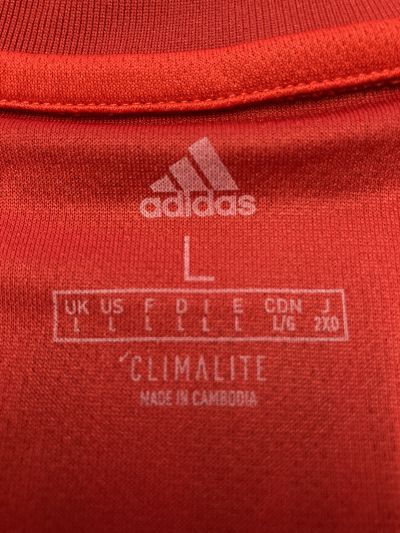 adidas
L
UK US F D I E CDN J
L L L L L L L/G 2XO
CLIMALITE
MADE IN CAMBODIA